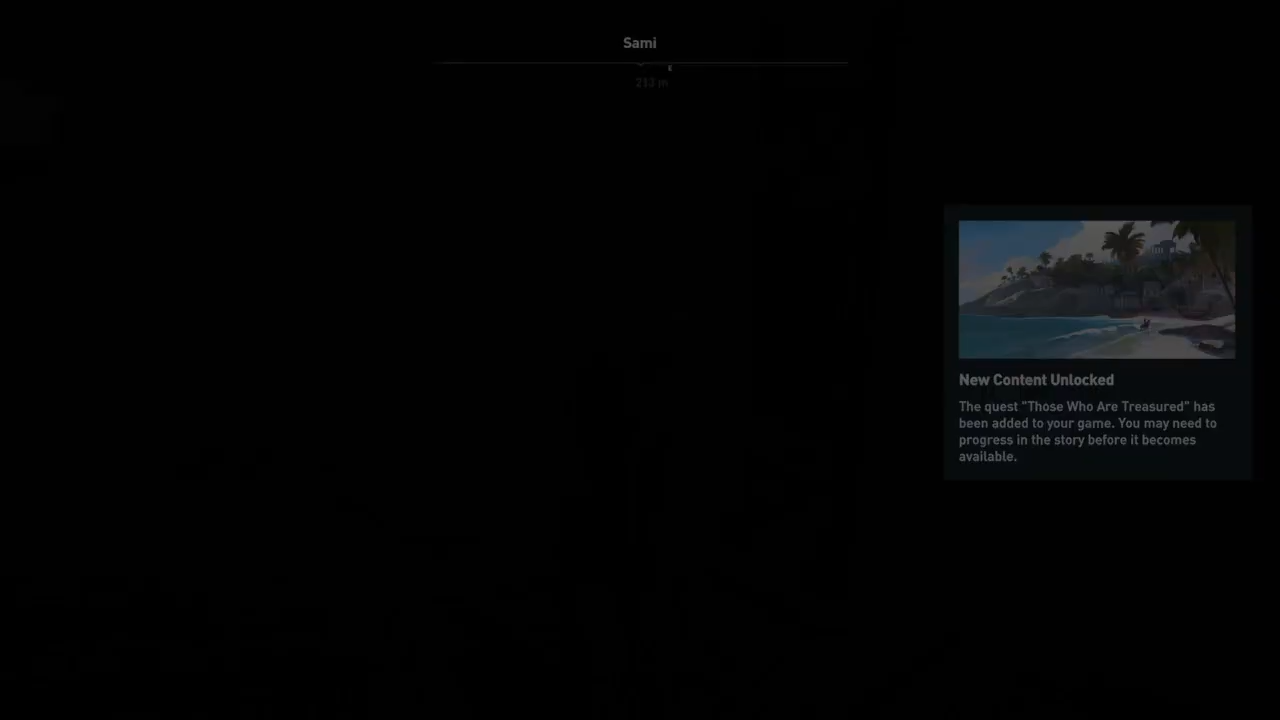 Sami
E
213 m
New Content Unlocked
The quest "Those Who Are Treasured" has
been added to your game. You may need to
progress in the story before it becomes
available.